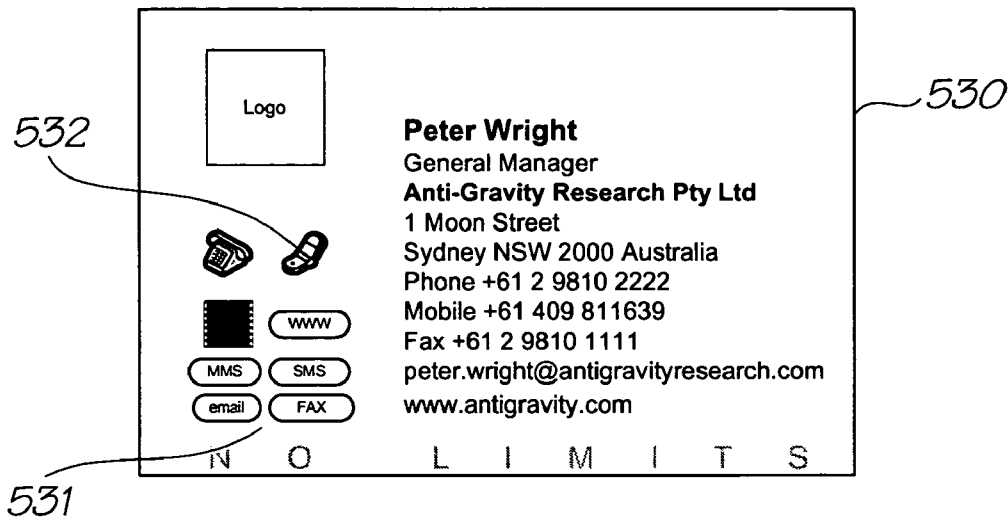 530
Logo
532
Peter Wright
General Manager
Anti-Gravity Research Pty Ltd
1 Moon Street
Sydney NSW 2000 Australia
Phone +61 2 9810 2222
Mobile +61 409 811639
Fax +61 2 9810 1111
peter.wright@antigravityresearch.com
www.antigravity.com
WWW
MMS SMS
email FAX
N O L I M I T S
531